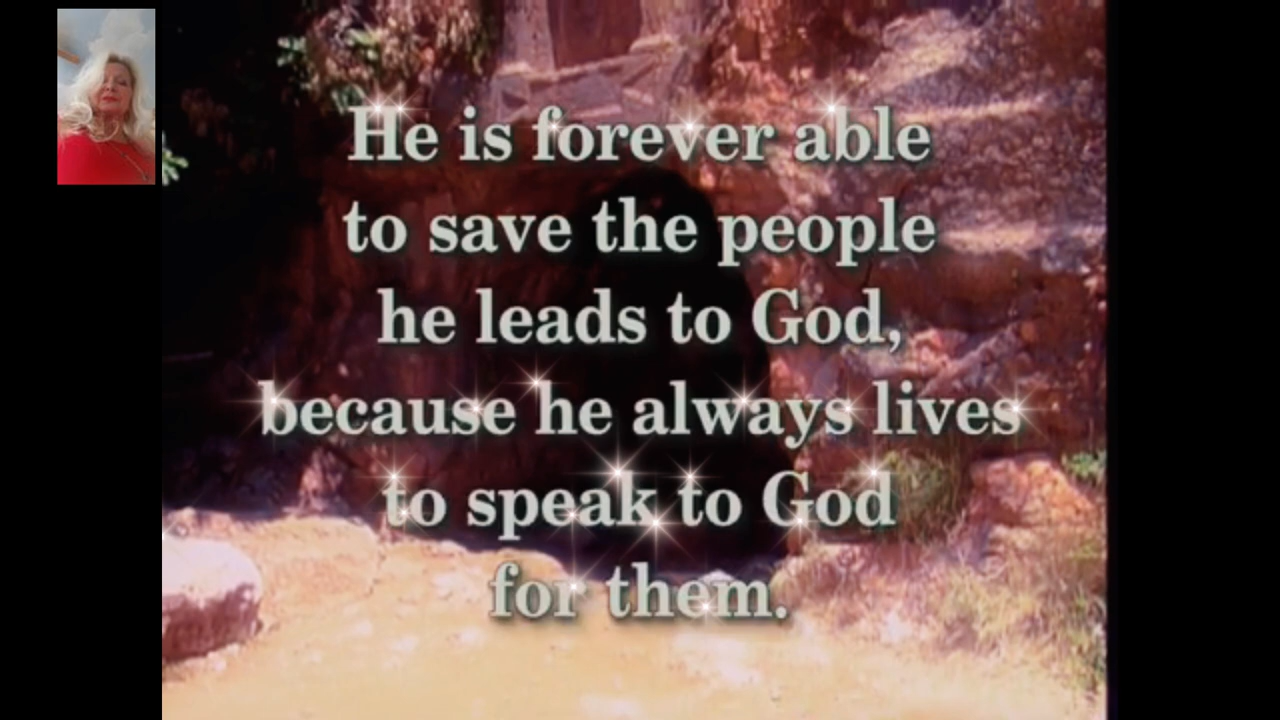 He is forever able
to save the people
he leads to God,
because he always lives
to speak to God
for them.